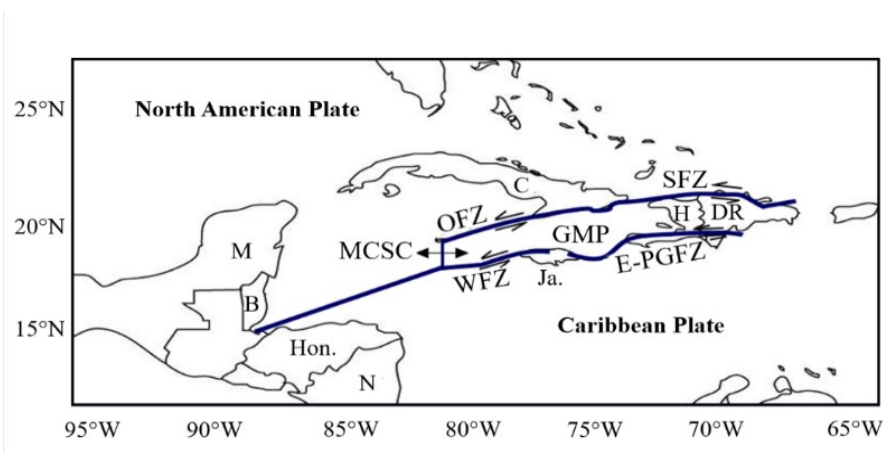 25°N
North American Plate
C
SFZ
20°N
OFZ
H
DR
M
MCSC
GMP
WFZ
Ja.
E-PGFZ
B
15°N
Caribbean Plate
Hon.
N
95°W 90°W 85°W 80°W 75°W 70°W 65°W